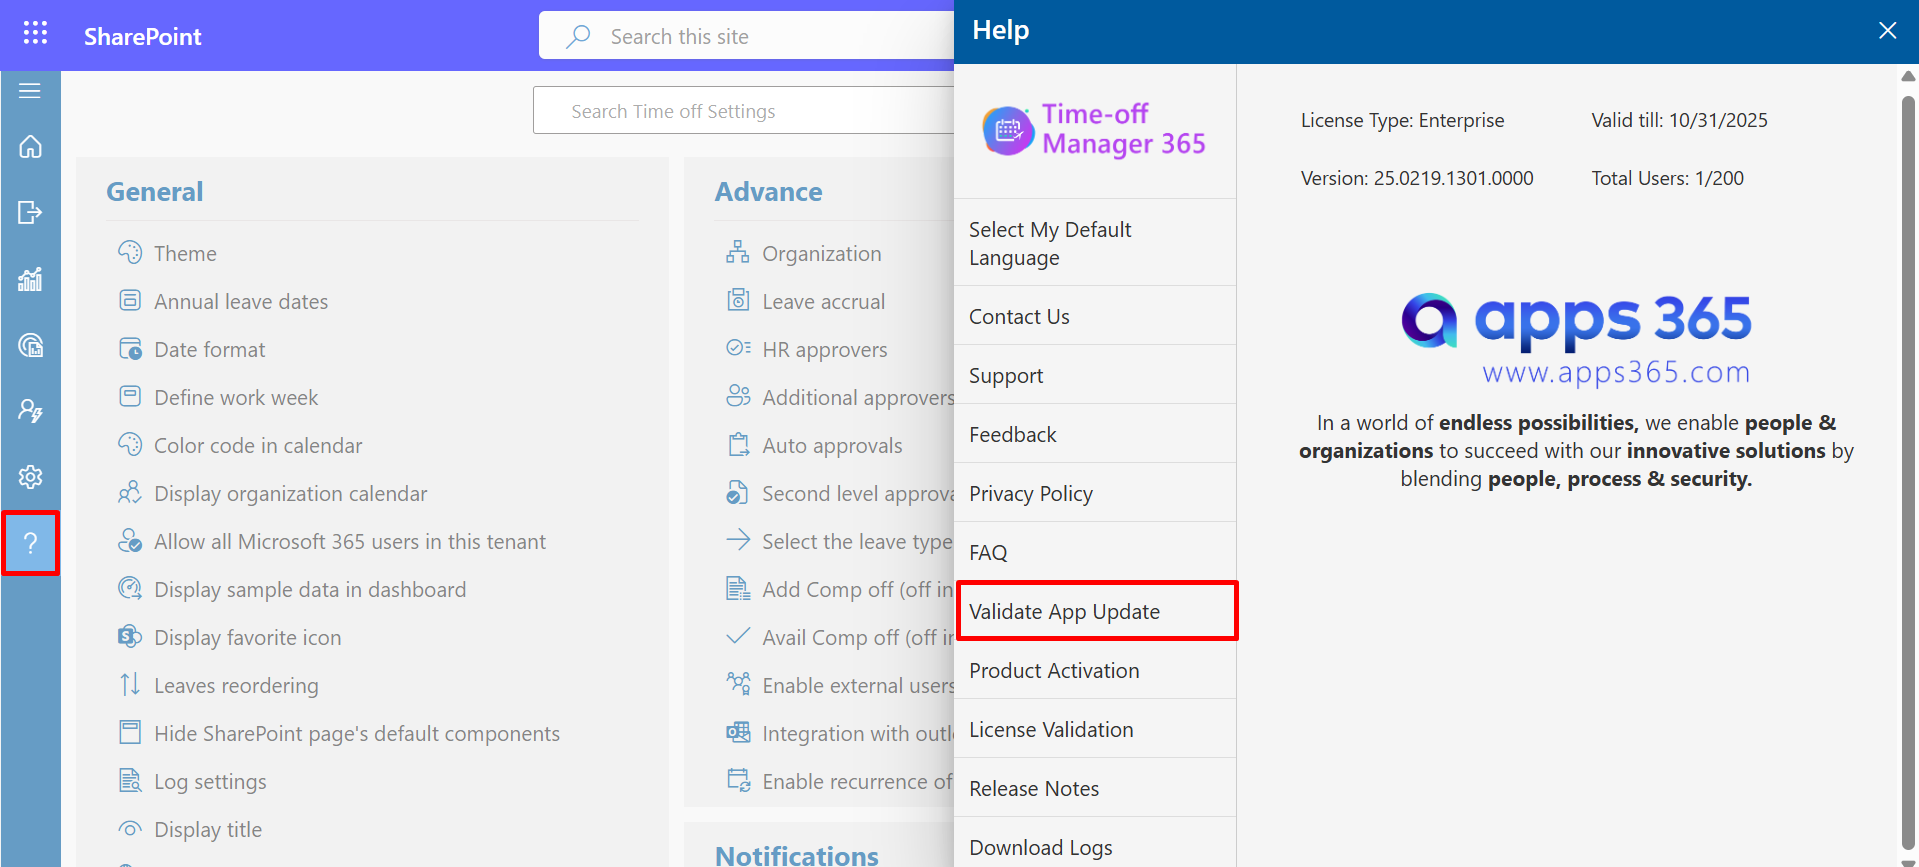 SharePoint
Search this site
Search Time off Settings
General
Theme
Annual leave dates
Date format
Define work week
Color code in calendar
Display organization calendar
Allow all Microsoft 365 users in this tenant
Display sample data in dashboard
Display favorite icon
Leaves reordering
Hide SharePoint page's default components
Log settings
Display title
Advance
Organization
Leave accrual
HR approvers
Additional approvers
Auto approvals
Second level approva
Select the leave type
Add Comp off (off in
Avail Comp off (off in
Enable external users
Integration with outl
Enable recurrence of
Notifications
Help
Time-off
Manager 365
Select My Default
Language
Contact Us
Support
Feedback
Privacy Policy
FAQ
Validate App Update
Product Activation
License Validation
Release Notes
Download Logs
License Type: Enterprise
Valid till: 10/31/2025
Version: 25.0219.1301.0000
Total Users: 1/200
apps 365
www.apps365.com
In a world of endless possibilities, we enable people &
organizations to succeed with our innovative solutions by
blending people, process & security.